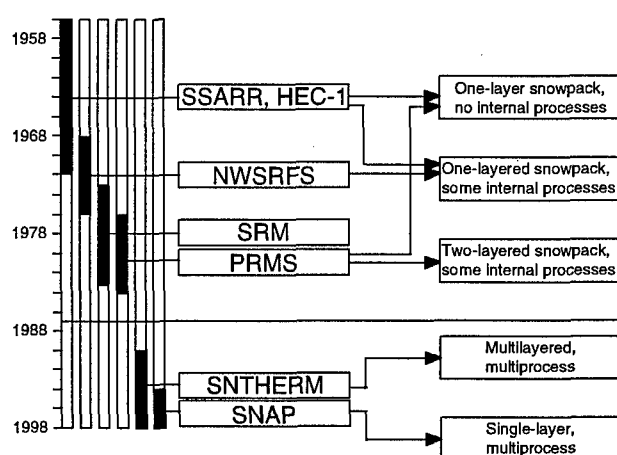 1958
1968
1978
1988
1998
SSARR, HEC-1
NWSRFS
SRM
PRMS
SNTHERM
SNAP
One-layer snowpack,
no internal processes
One-layered snowpack,
some internal processes
Two-layered snowpack,
some internal processes
Multilayered,
multiprocess
Single-layer,
multiprocess